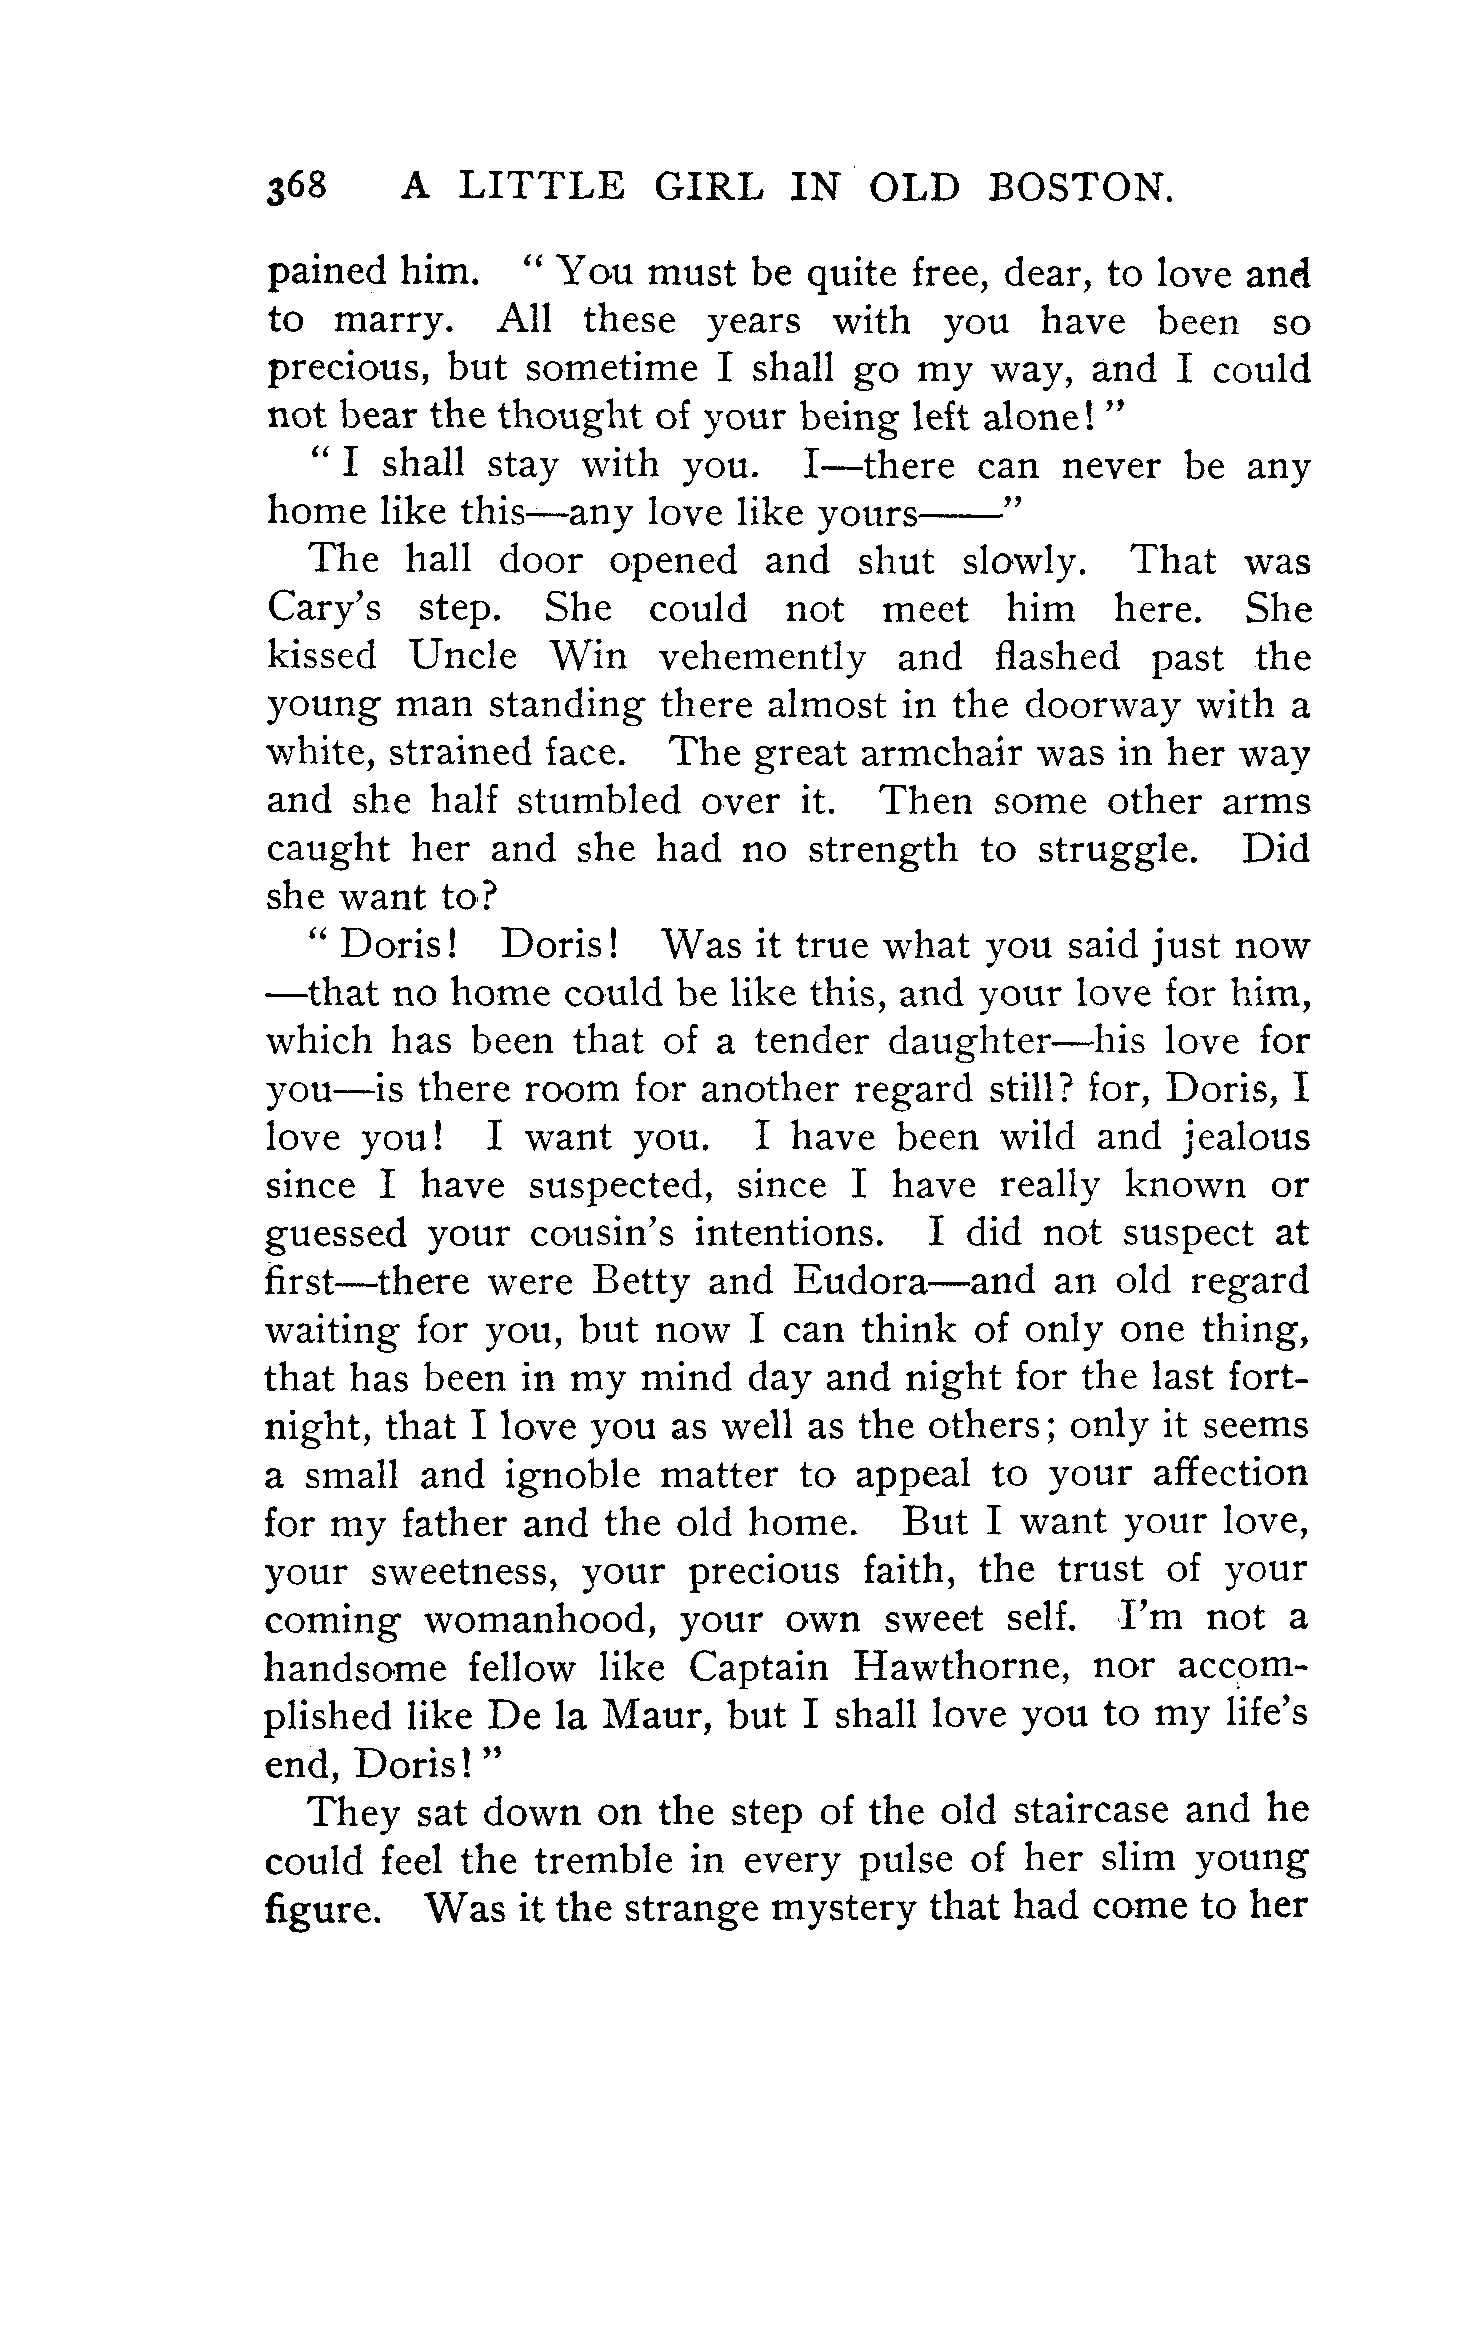 368 A LITTLE GIRL IN OLD BOSTON.
pained him. " You must be quite free, dear, to love and
to marry. All these years with you have been so
precious, but sometime I shall go my way, and I could
not bear the thought of your being left alone! "
" I shall stay with you. I—there can never be any
home like this—any love like yours——"
The hall door opened and shut slowly. That was
Cary's step. She could not meet him here. She
kissed Uncle Win vehemently and flashed past the
young man standing there almost in the doorway with a
white, strained face. The great armchair was in her way
and she half stumbled over it. Then some other arms
caught her and she had no strength to struggle. Did
she want to?
" Doris! Doris! Was it true what you said just now
—that no home could be like this, and your love for him,
which has been that of a tender daughter—his love for
you—is there room for another regard still? for, Doris, I
love you! I want you. I have been wild and jealous
since I have suspected, since I have really known or
guessed your cousin's intentions. I did not suspect at
first—there were Betty and Eudora—and an old regard
waiting for you, but now I can think of only one thing,
that has been in my mind day and night for the last fort-
night, that I love you as well as the others; only it seems
a small and ignoble matter to appeal to your affection
for my father and the old home. But I want your love,
your sweetness, your precious faith, the trust of your
coming womanhood, your own sweet self. I'm not a
handsome fellow like Captain Hawthorne, nor accom-
plished like De la Maur, but I shall love you to my life's
end, Doris! "
They sat down on the step of the old staircase and he
could feel the tremble in every pulse of her slim young
figure. Was it the strange mystery that had come to her